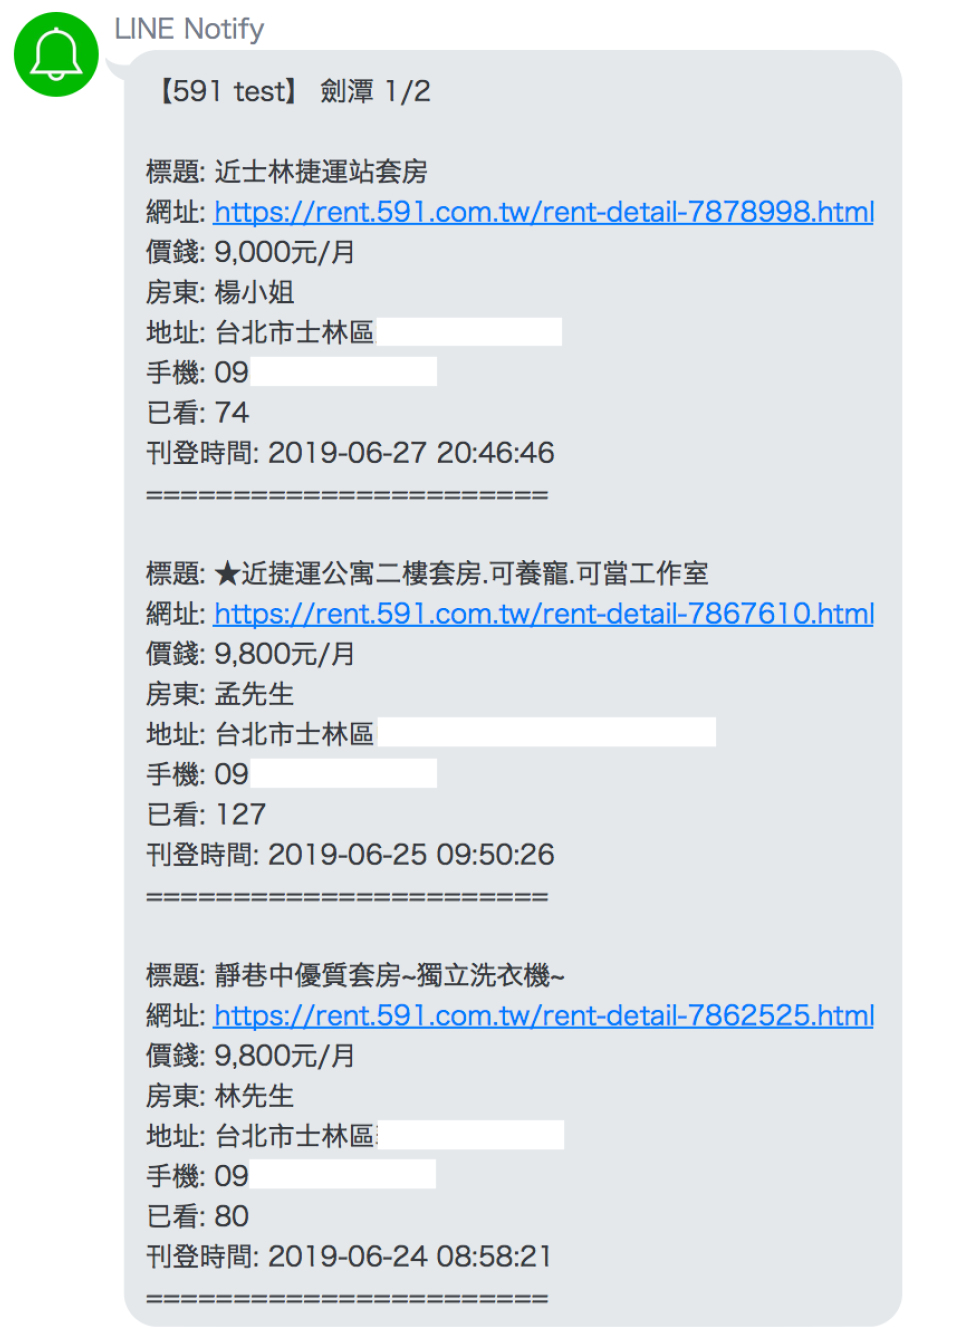 LINE Notify
【591 test】 劍潭 1/2
標題: 近士林捷運站套房
網址: https://rent.591.com.tw/rent-detail-7878998.html
價錢: 9,000元/月
房東: 楊小姐
地址: 台北市士林區
手機: 09
已看: 74
刊登時間: 2019-06-27 20:46:46
=======================
標題: ★近捷運公寓二樓套房.可養寵.可當工作室
網址: https://rent.591.com.tw/rent-detail-7867610.html
價錢: 9,800元/月
房東: 孟先生
地址: 台北市士林區
手機: 09
已看: 127
刊登時間: 2019-06-25 09:50:26
=======================
標題: 靜巷中優質套房~獨立洗衣機~
網址: https://rent.591.com.tw/rent-detail-7862525.html
價錢: 9,800元/月
房東: 林先生
地址: 台北市士林區
手機: 09
已看: 80
刊登時間: 2019-06-24 08:58:21
=======================